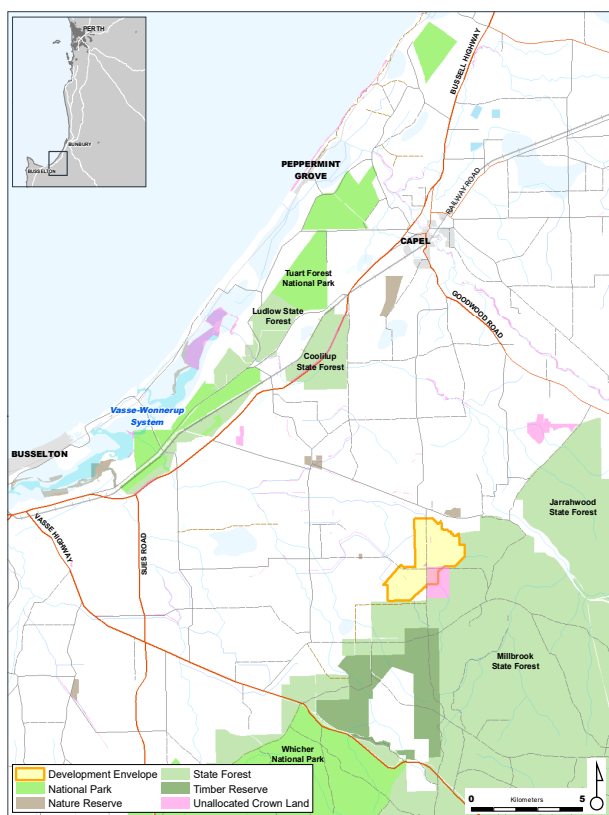 PERTH
BUNBURY
BUSSELTON
BUSSELL HIGHWAY
PEPPERMINT
GROVE
RAILWAY ROAD
CAPEL
Tuart Forest
National Park
GOODWOOD ROAD
Ludlow State
Forest
Coolilup
State Forest
Vasse-Wonnerup
System
BUSSELTON
Jarrahwood
State Forest
VASSE HIGHWAY
SUES ROAD
Millbrook
State Forest
Whicher
National Park
Development Envelope
National Park
Nature Reserve
State Forest
Timber Reserve
Unallocated Crown Land
0 Kilometers 5